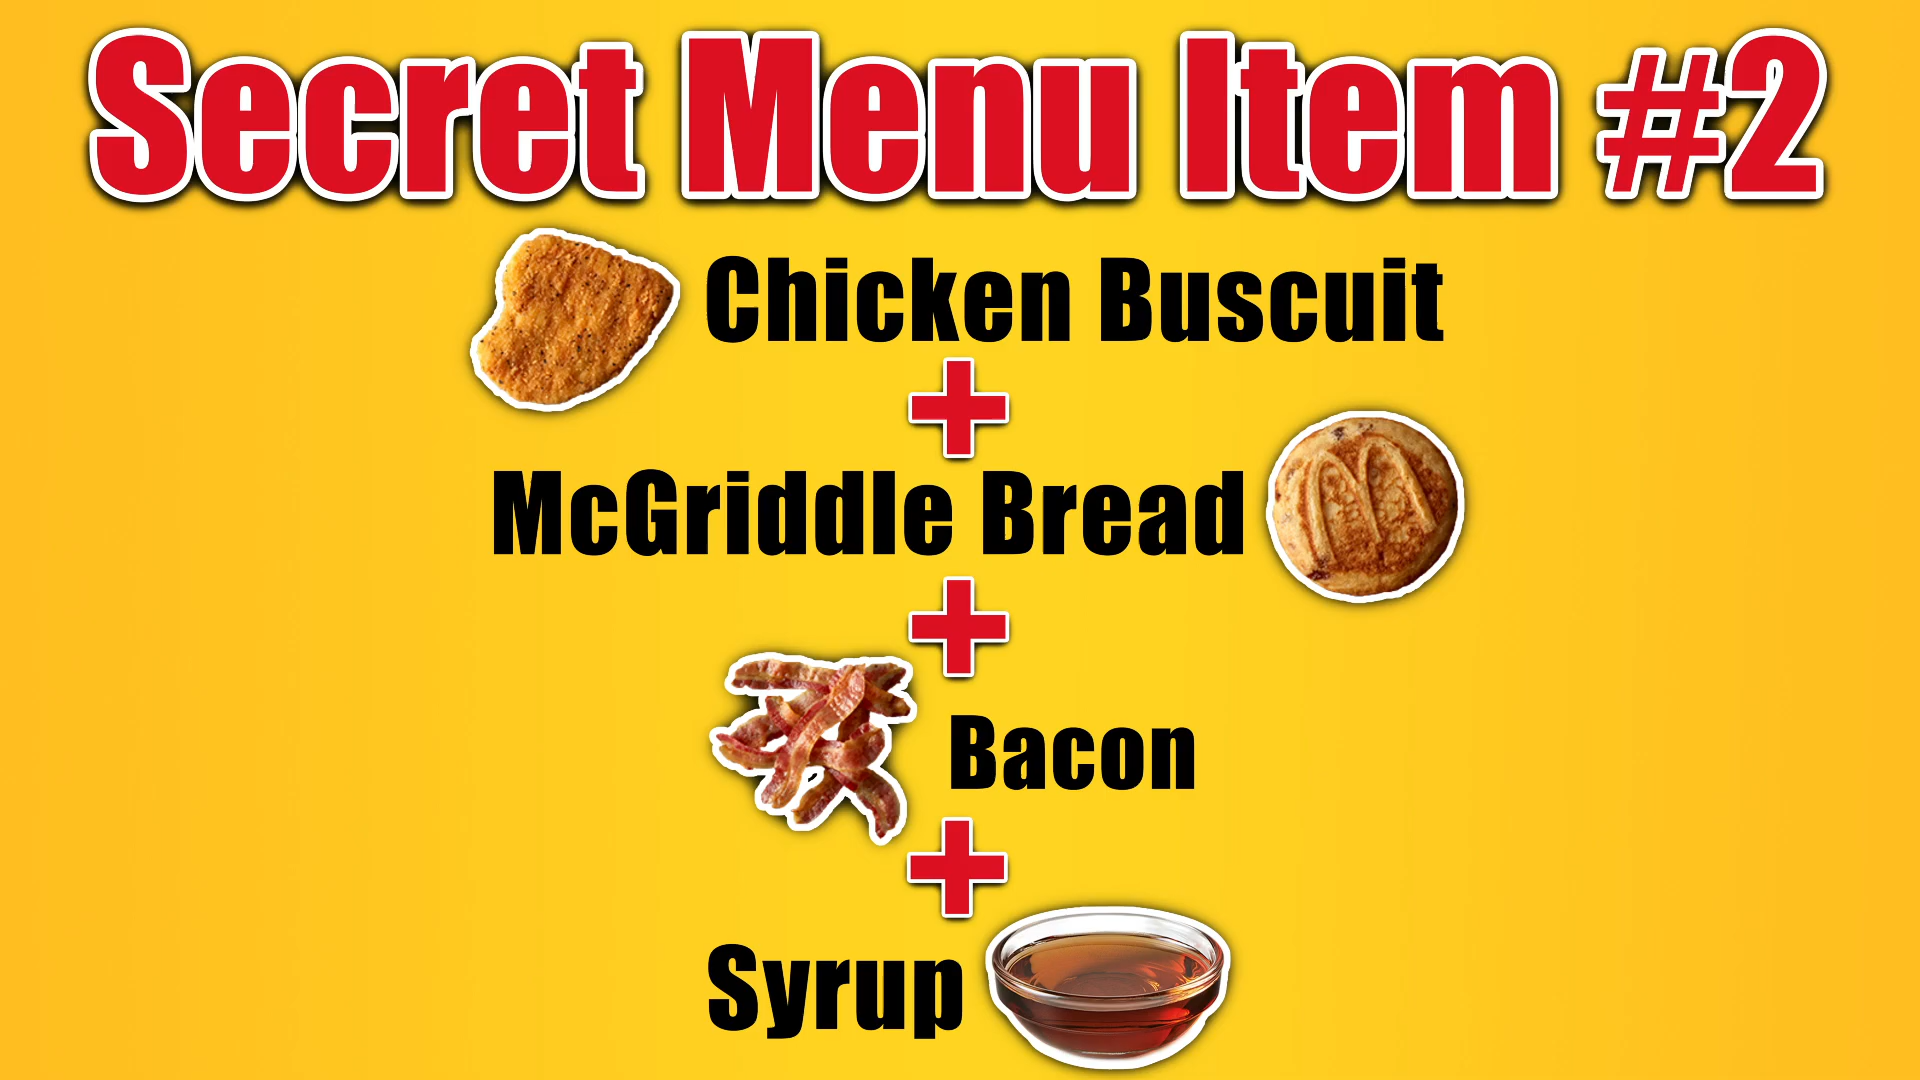 Secret Menu Item #2
Chicken Buscuit
+
McGriddle Bread
+
Bacon
+
Syrup